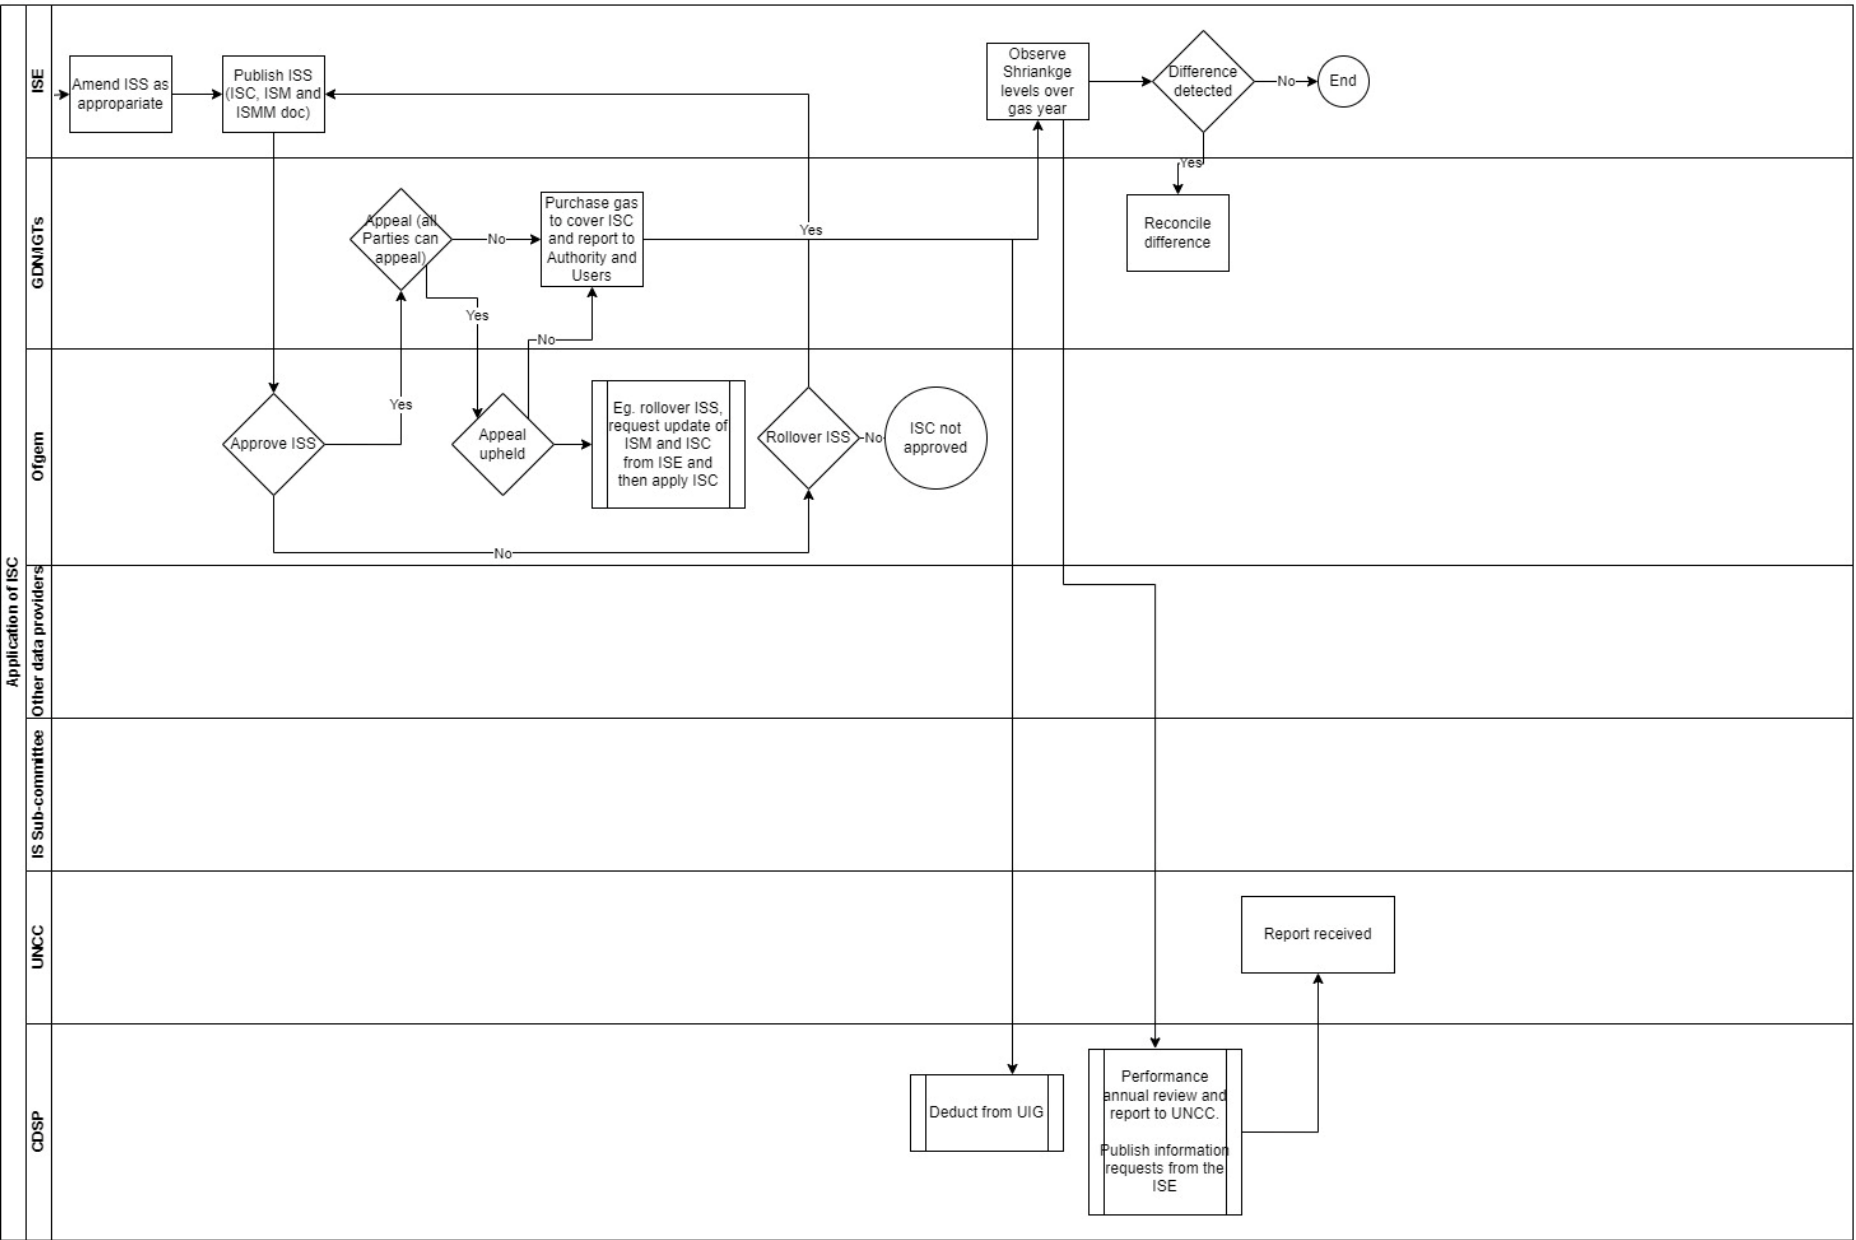 Application of ISC
ISE
Amend ISS as
appropariate
Publish ISS
(ISC, ISM and
ISMM doc)
Observe
Shriankge
levels over
gas year
Difference
detected
No
End
Yes
GDN/IGTs
Appeal (all
Parties can
appeal)
No
Purchase gas
to cover ISC
and report to
Authority and
Users
Yes
Reconcile
difference
Yes
No
Ofgem
Approve ISS
Yes
Appeal
upheld
Eg. rollover ISS,
request update of
ISM and ISC
from ISE and
then apply ISC
Rollover ISS
No
ISC not
approved
No
Other data providers
IS Sub-committee
UNCC
Report received
CDSP
Deduct from UIG
Performance
annual review and
report to UNCC.
Publish information
requests from the
ISE